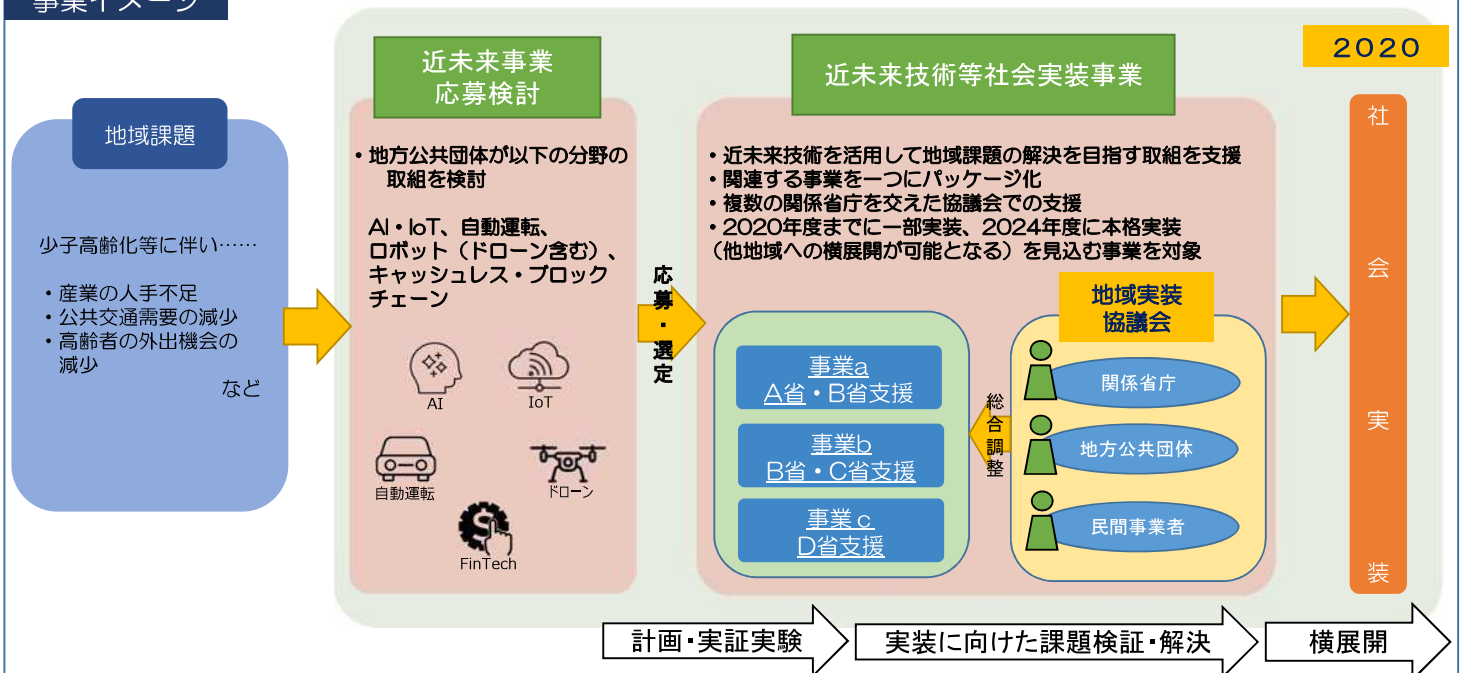 事業イメージ
地域課題
少子高齢化等に伴い……
・産業の人手不足
・公共交通需要の減少
・高齢者の外出機会の
減少
など
近未来事業
応募検討
・地方公共団体が以下の分野の
取組を検討
AI・IoT、自動運転、
ロボット（ドローン含む）、
キャッシュレス・ブロック
チェーン
AI
IoT
自動運転
ドローン
FinTech
応募・選定
近未来技術等社会実装事業
・近未来技術を活用して地域課題の解決を目指す取組を支援
・関連する事業を一つにパッケージ化
・複数の関係省庁を交えた協議会での支援
・2020年度までに一部実装、2024年度に本格実装
（他地域への横展開が可能となる）を見込む事業を対象
事業a
A省・B省支援
事業b
B省・C省支援
事業c
D省支援
総合調整
地域実装
協議会
関係省庁
地方公共団体
民間事業者
2020
社会実装
計画・実証実験
実装に向けた課題検証・解決
横展開